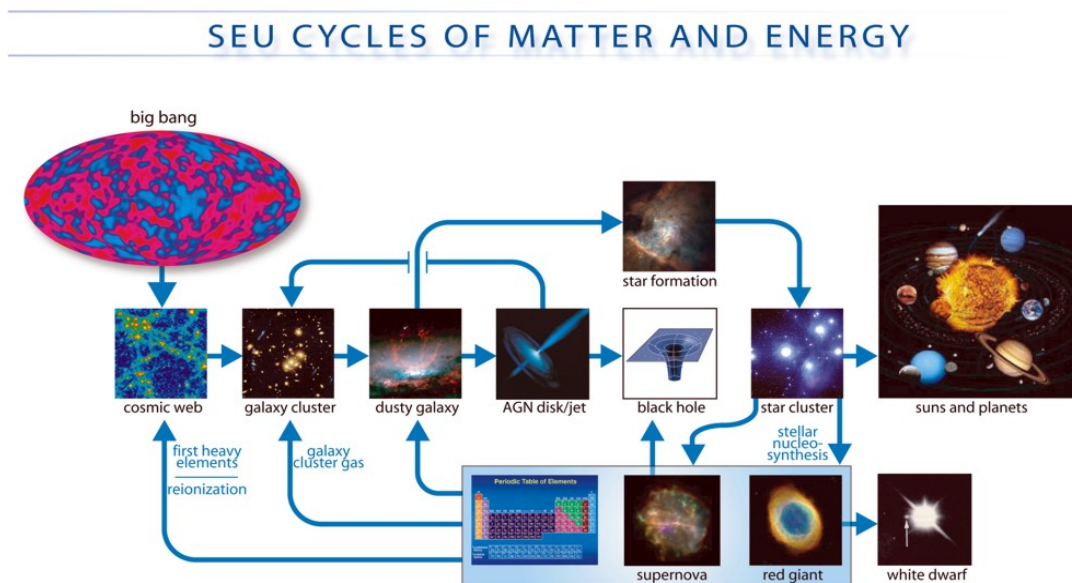 SEU CYCLES OF MATTER AND ENERGY
big bang
star formation
cosmic web
galaxy cluster
dusty galaxy
AGN disk/jet
black hole
star cluster
suns and planets
first heavy
elements
reionization
galaxy
cluster gas
stellar
nucleo-
synthesis
Periodic Table of Elements
supernova
red giant
white dwarf